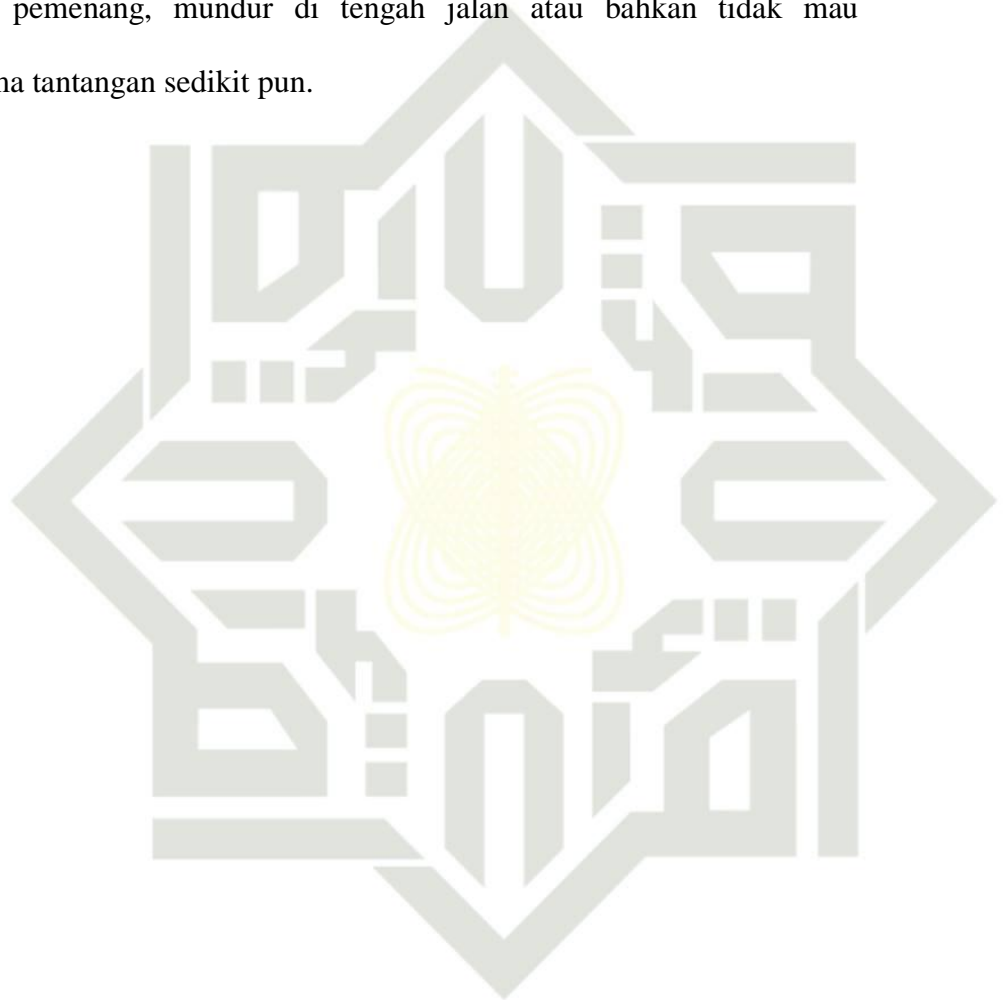 pemenang, mundur di tengah jalan atau bahkan tidak mau
na tantangan sedikit pun.